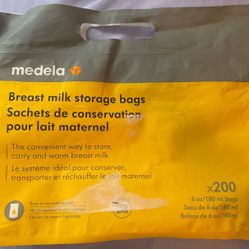 medela
Breast milk storage bags
Sachets de conservation
pour lait maternel
The convenient way to store,
carry and warm breast milk
Le système idéal pour conserver,
transporter et réchauffer le lait maternel
x200
6 oz/180 ml bags
Sacs de 6 oz/180 ml
Bolsas de 6 oz/180ml
BPA